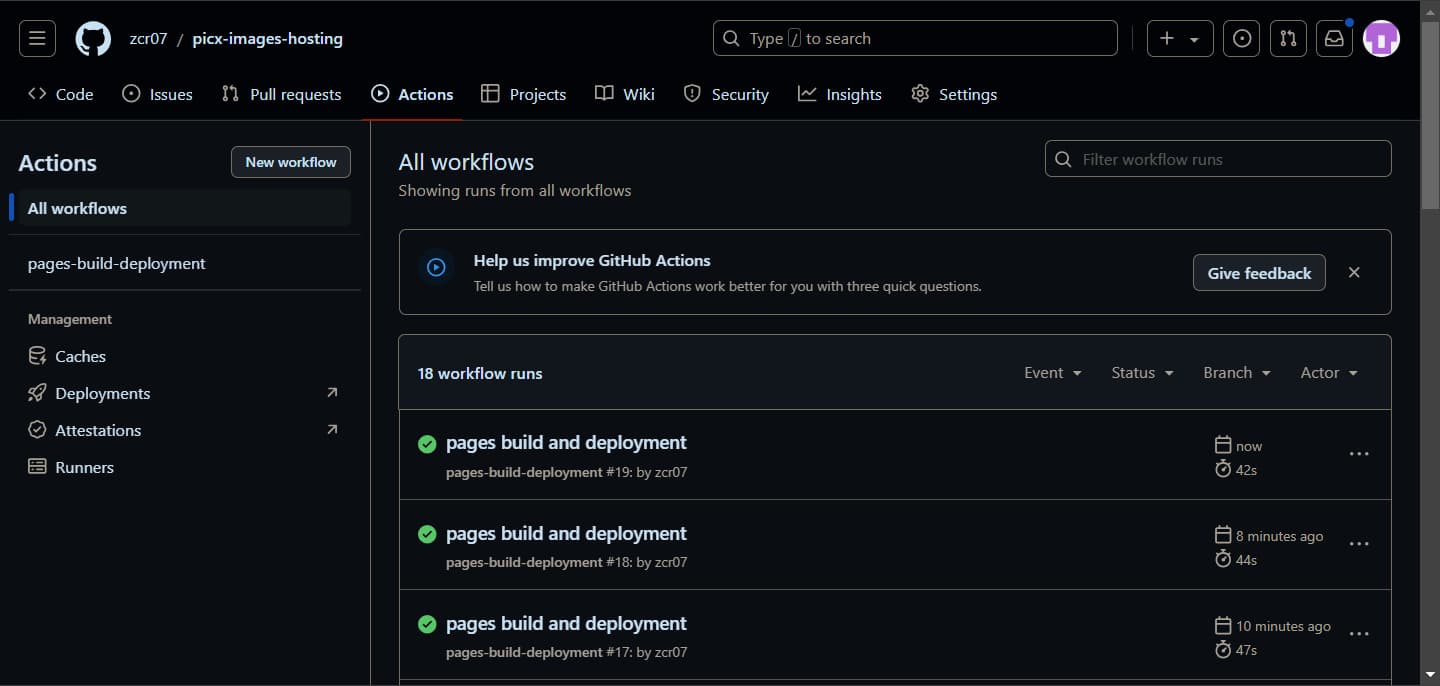 zcr07 / picx-images-hosting
Type / to search
Code
Issues
Pull requests
Actions
Projects
Wiki
Security
Insights
Settings
Actions
New workflow
All workflows
pages-build-deployment
Management
Caches
Deployments
Attestations
Runners
All workflows
Showing runs from all workflows
Filter workflow runs
Help us improve GitHub Actions
Tell us how to make GitHub Actions work better for you with three quick questions.
Give feedback
18 workflow runs
Event
Status
Branch
Actor
pages build and deployment
pages-build-deployment #19: by zcr07
now
42s
pages build and deployment
pages-build-deployment #18: by zcr07
8 minutes ago
44s
pages build and deployment
pages-build-deployment #17: by zcr07
10 minutes ago
47s